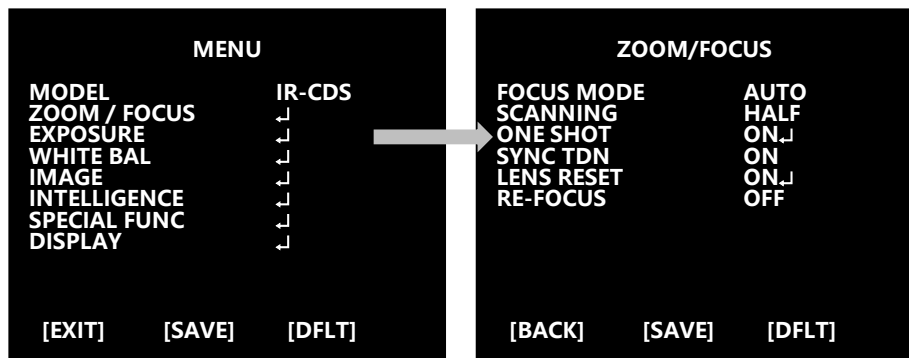 MENU
MODEL IR-CDS
ZOOM / FOCUS ↵
EXPOSURE ↵
WHITE BAL ↵
IMAGE ↵
INTELLIGENCE ↵
SPECIAL FUNC ↵
DISPLAY ↵
[EXIT] [SAVE] [DFLT]
ZOOM/FOCUS
FOCUS MODE AUTO
SCANNING HALF
ONE SHOT ON↵
SYNC TDN ON
LENS RESET ON↵
RE-FOCUS OFF
[BACK] [SAVE] [DFLT]